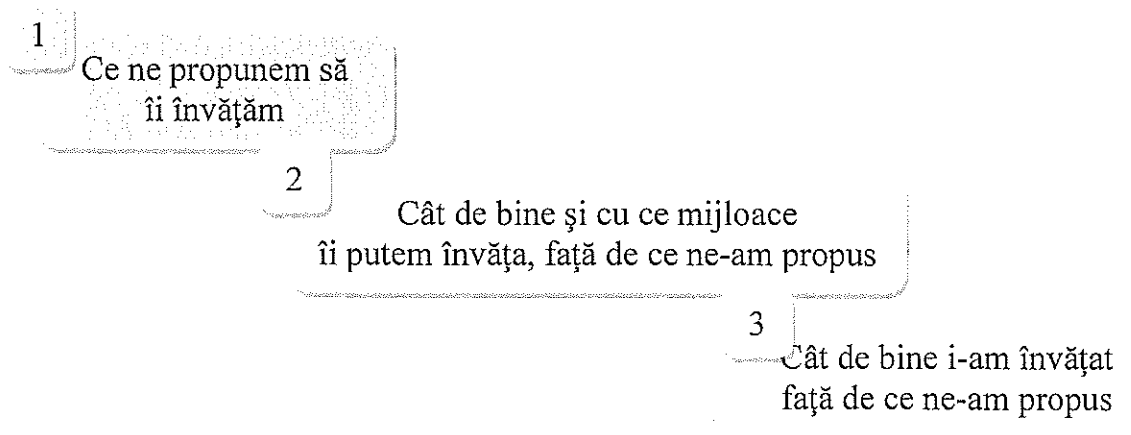 1
Ce ne propunem să
îi învăţăm
2
Cât de bine şi cu ce mijloace
îi putem învăţa, faţă de ce ne-am propus
3
Cât de bine i-am învăţat
faţă de ce ne-am propus